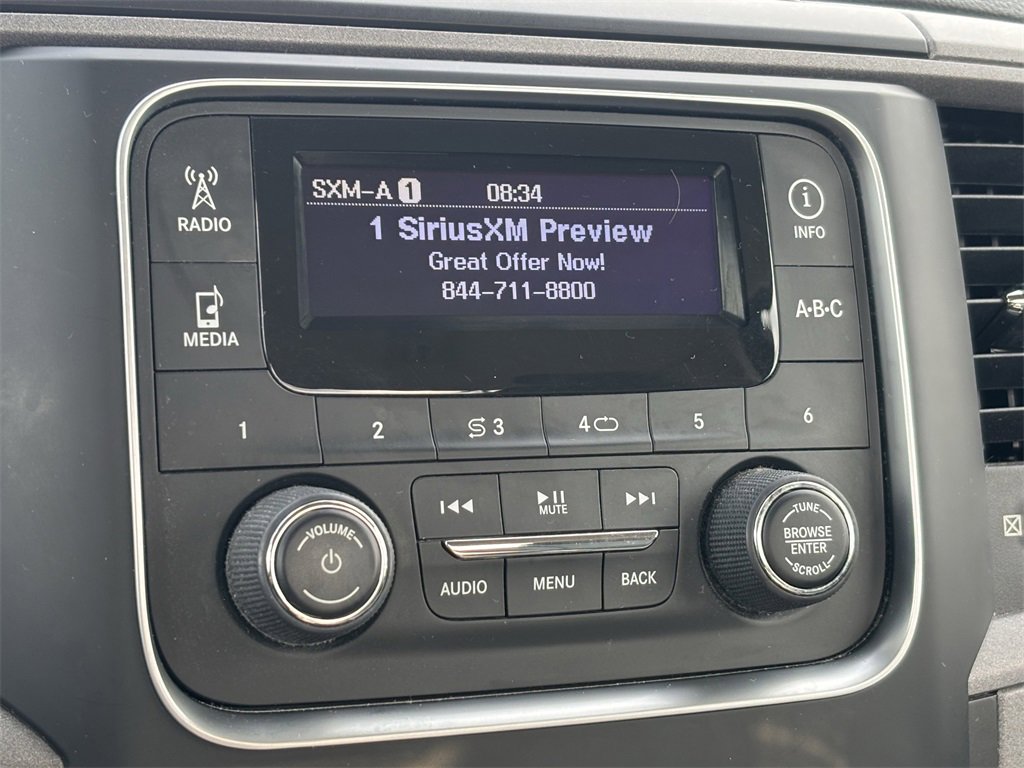 RADIO
MEDIA
SXM-A 1 08:34
1 SiriusXM Preview
Great Offer Now!
844-711-8800
i
INFO
A•B•C
1 2 3 4 5 6
VOLUME
MUTE
AUDIO MENU BACK
TUNE
BROWSE
ENTER
SCROLL